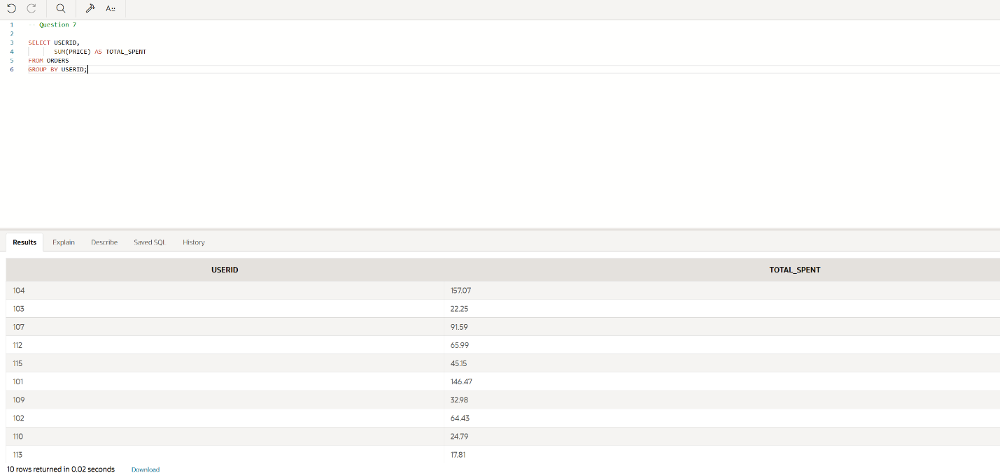 A
1 -- Question 7
2
3 SELECT USERID,
4 SUM(PRICE) AS TOTAL_SPENT
5 FROM ORDERS
6 GROUP BY USERID;
Results Explain Describe Saved SQL History
USERID TOTAL_SPENT
104 157.07
103 22.25
107 91.59
112 65.99
115 45.15
101 146.47
109 32.98
102 64.43
110 24.79
113 17.81
10 rows returned in 0.02 seconds Download